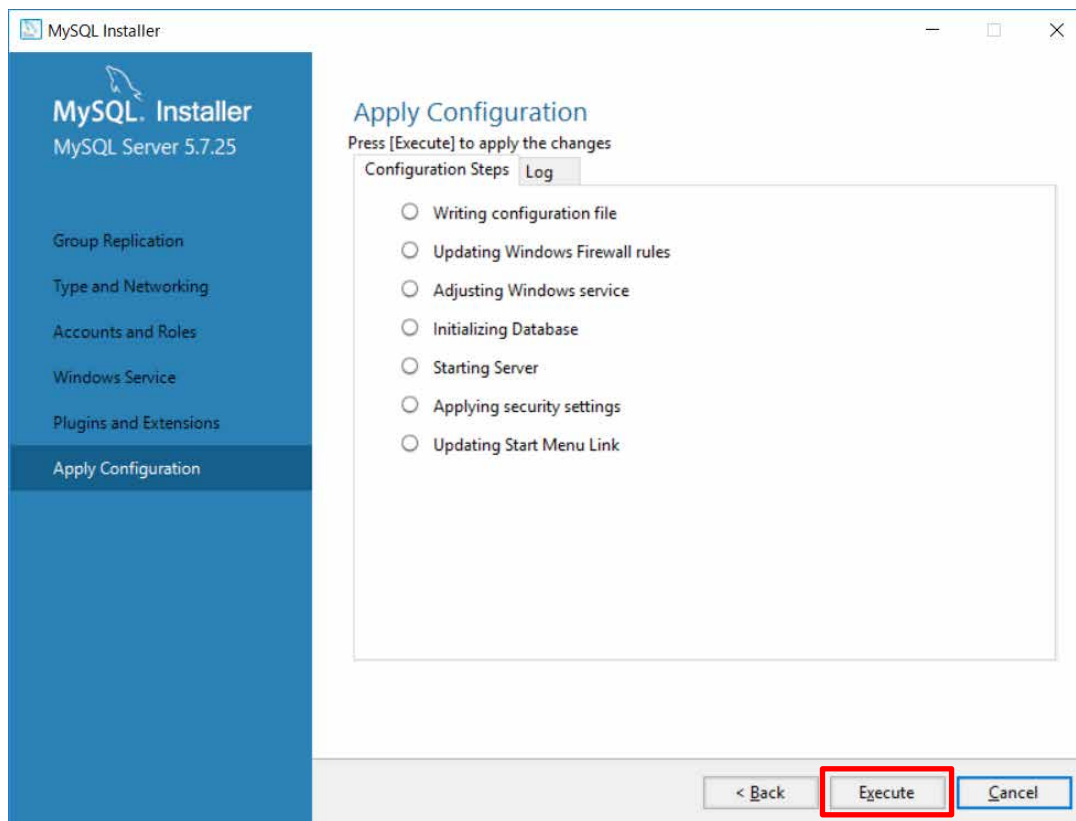 MySQL Installer
MySQL. Installer
MySQL Server 5.7.25
Group Replication
Type and Networking
Accounts and Roles
Windows Service
Plugins and Extensions
Apply Configuration
Apply Configuration
Press [Execute] to apply the changes
Configuration Steps Log
Writing configuration file
Updating Windows Firewall rules
Adjusting Windows service
Initializing Database
Starting Server
Applying security settings
Updating Start Menu Link
< Back Execute Cancel